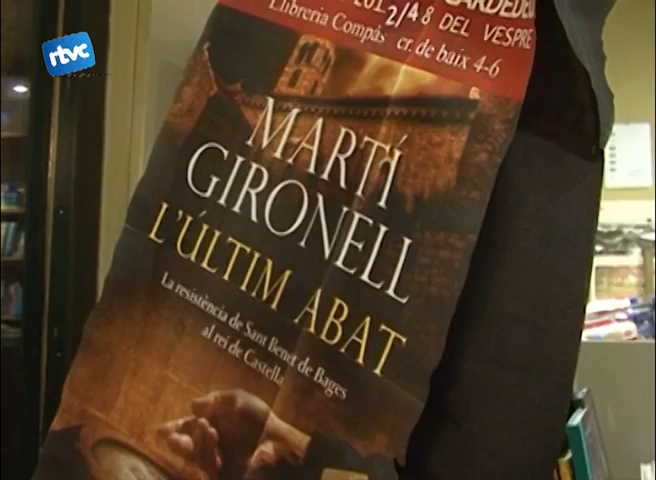 rtvc
2/4 8 DEL VESPRE
Llibreria Compàs cr. de baix 4-6
MARTÍ
GIRONELL
L'ÚLTIM ABAT
La resistència de Sant Benet de Bages
al rei de Castella